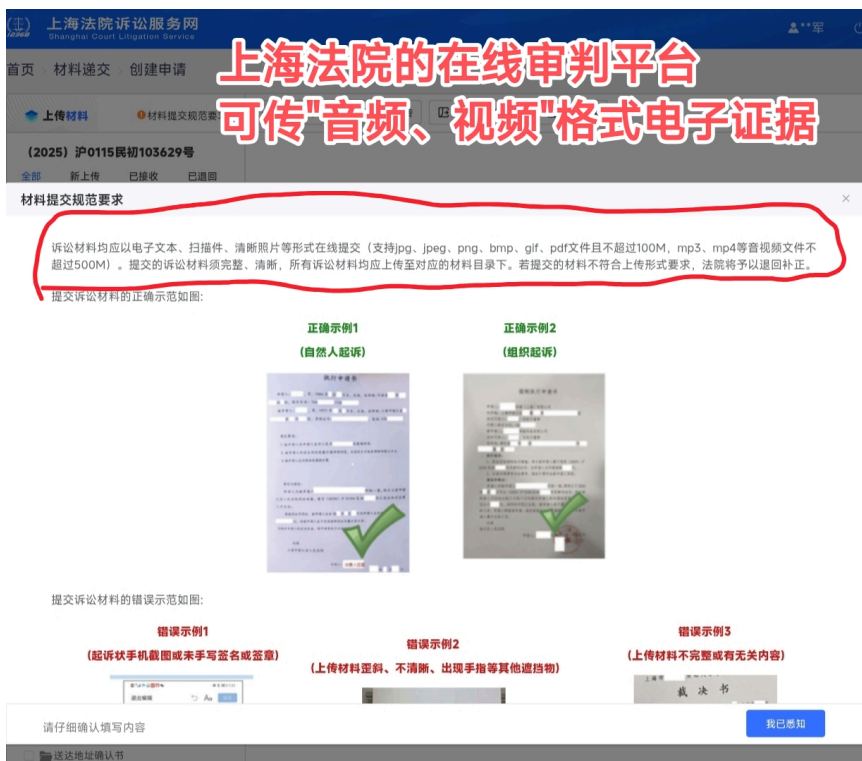 上海法院诉讼服务网
Shanghai Court Litigation Service
12368
**军
首页 材料递交 创建申请
上海法院的在线审判平台
可传"音频、视频"格式电子证据
上传材料
材料提交规范要
(2025)沪0115民初103629号
全部 新上传 已接收 已退回
材料提交规范要求
诉讼材料均应以电子文本、扫描件、清晰照片等形式在线提交(支持jpg、jpeg、png、bmp、gif、pdf文件且不超过100M,mp3、mp4等音视频文件不
超过500M)。提交的诉讼材料须完整、清晰,所有诉讼材料均应上传至对应的材料目录下。若提交的材料不符合上传形式要求,法院将予以退回补正。
提交诉讼材料的正确示范如图:
正确示例1
(自然人起诉)
正确示例2
(组织起诉)
执行申请书
提交诉讼材料的错误示范如图:
错误示例1
(起诉状手机截图或未手写签名或签章)
错误示例2
(上传材料歪斜、不清晰、出现手指等其他遮挡物)
错误示例3
(上传材料不完整或有无关内容)
退出编辑
裁决书
请仔细确认填写内容
我已悉知
送达地址确认书